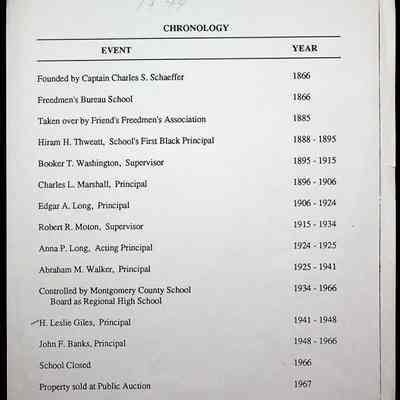 CHRONOLOGY
EVENT YEAR
Founded by Captain Charles S. Schaeffer 1866
Freedmen's Bureau School 1866
Taken over by Friend's Freedmen's Association 1885
Hiram H. Thweatt, School's First Black Principal 1888 - 1895
Booker T. Washington, Supervisor 1895 - 1915
Charles L. Marshall, Principal 1896 - 1906
Edgar A. Long, Principal 1906 - 1924
Robert R. Moton, Supervisor 1915 - 1934
Anna P. Long, Acting Principal 1924 - 1925
Abraham M. Walker, Principal 1925 - 1941
Controlled by Montgomery County School 1934 - 1966
Board as Regional High School
H. Leslie Giles, Principal 1941 - 1948
John F. Banks, Principal 1948 - 1966
School Closed 1966
Property sold at Public Auction 1967